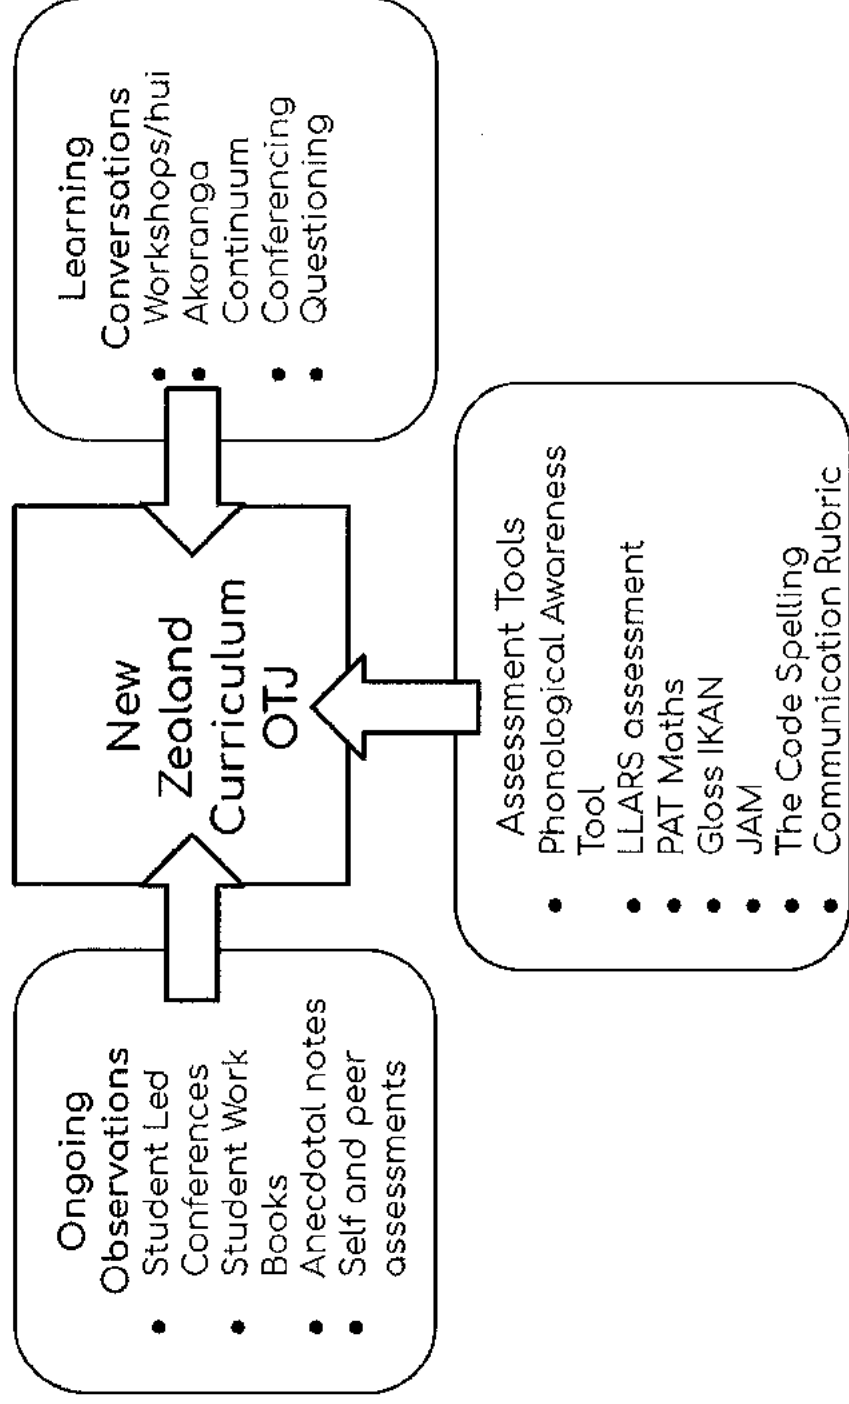 Ongoing
Observations
• Student Led
Conferences
• Student Work
Books
• Anecdotal notes
• Self and peer
assessments
New
Zealand
Curriculum
OTJ
Learning
Conversations
• Workshops/hui
• Akoranga
Continuum
• Conferencing
• Questioning
Assessment Tools
• Phonological Awareness
Tool
• LLARS assessment
• PAT Maths
• Gloss IKAN
• JAM
• The Code Spelling
• Communication Rubric